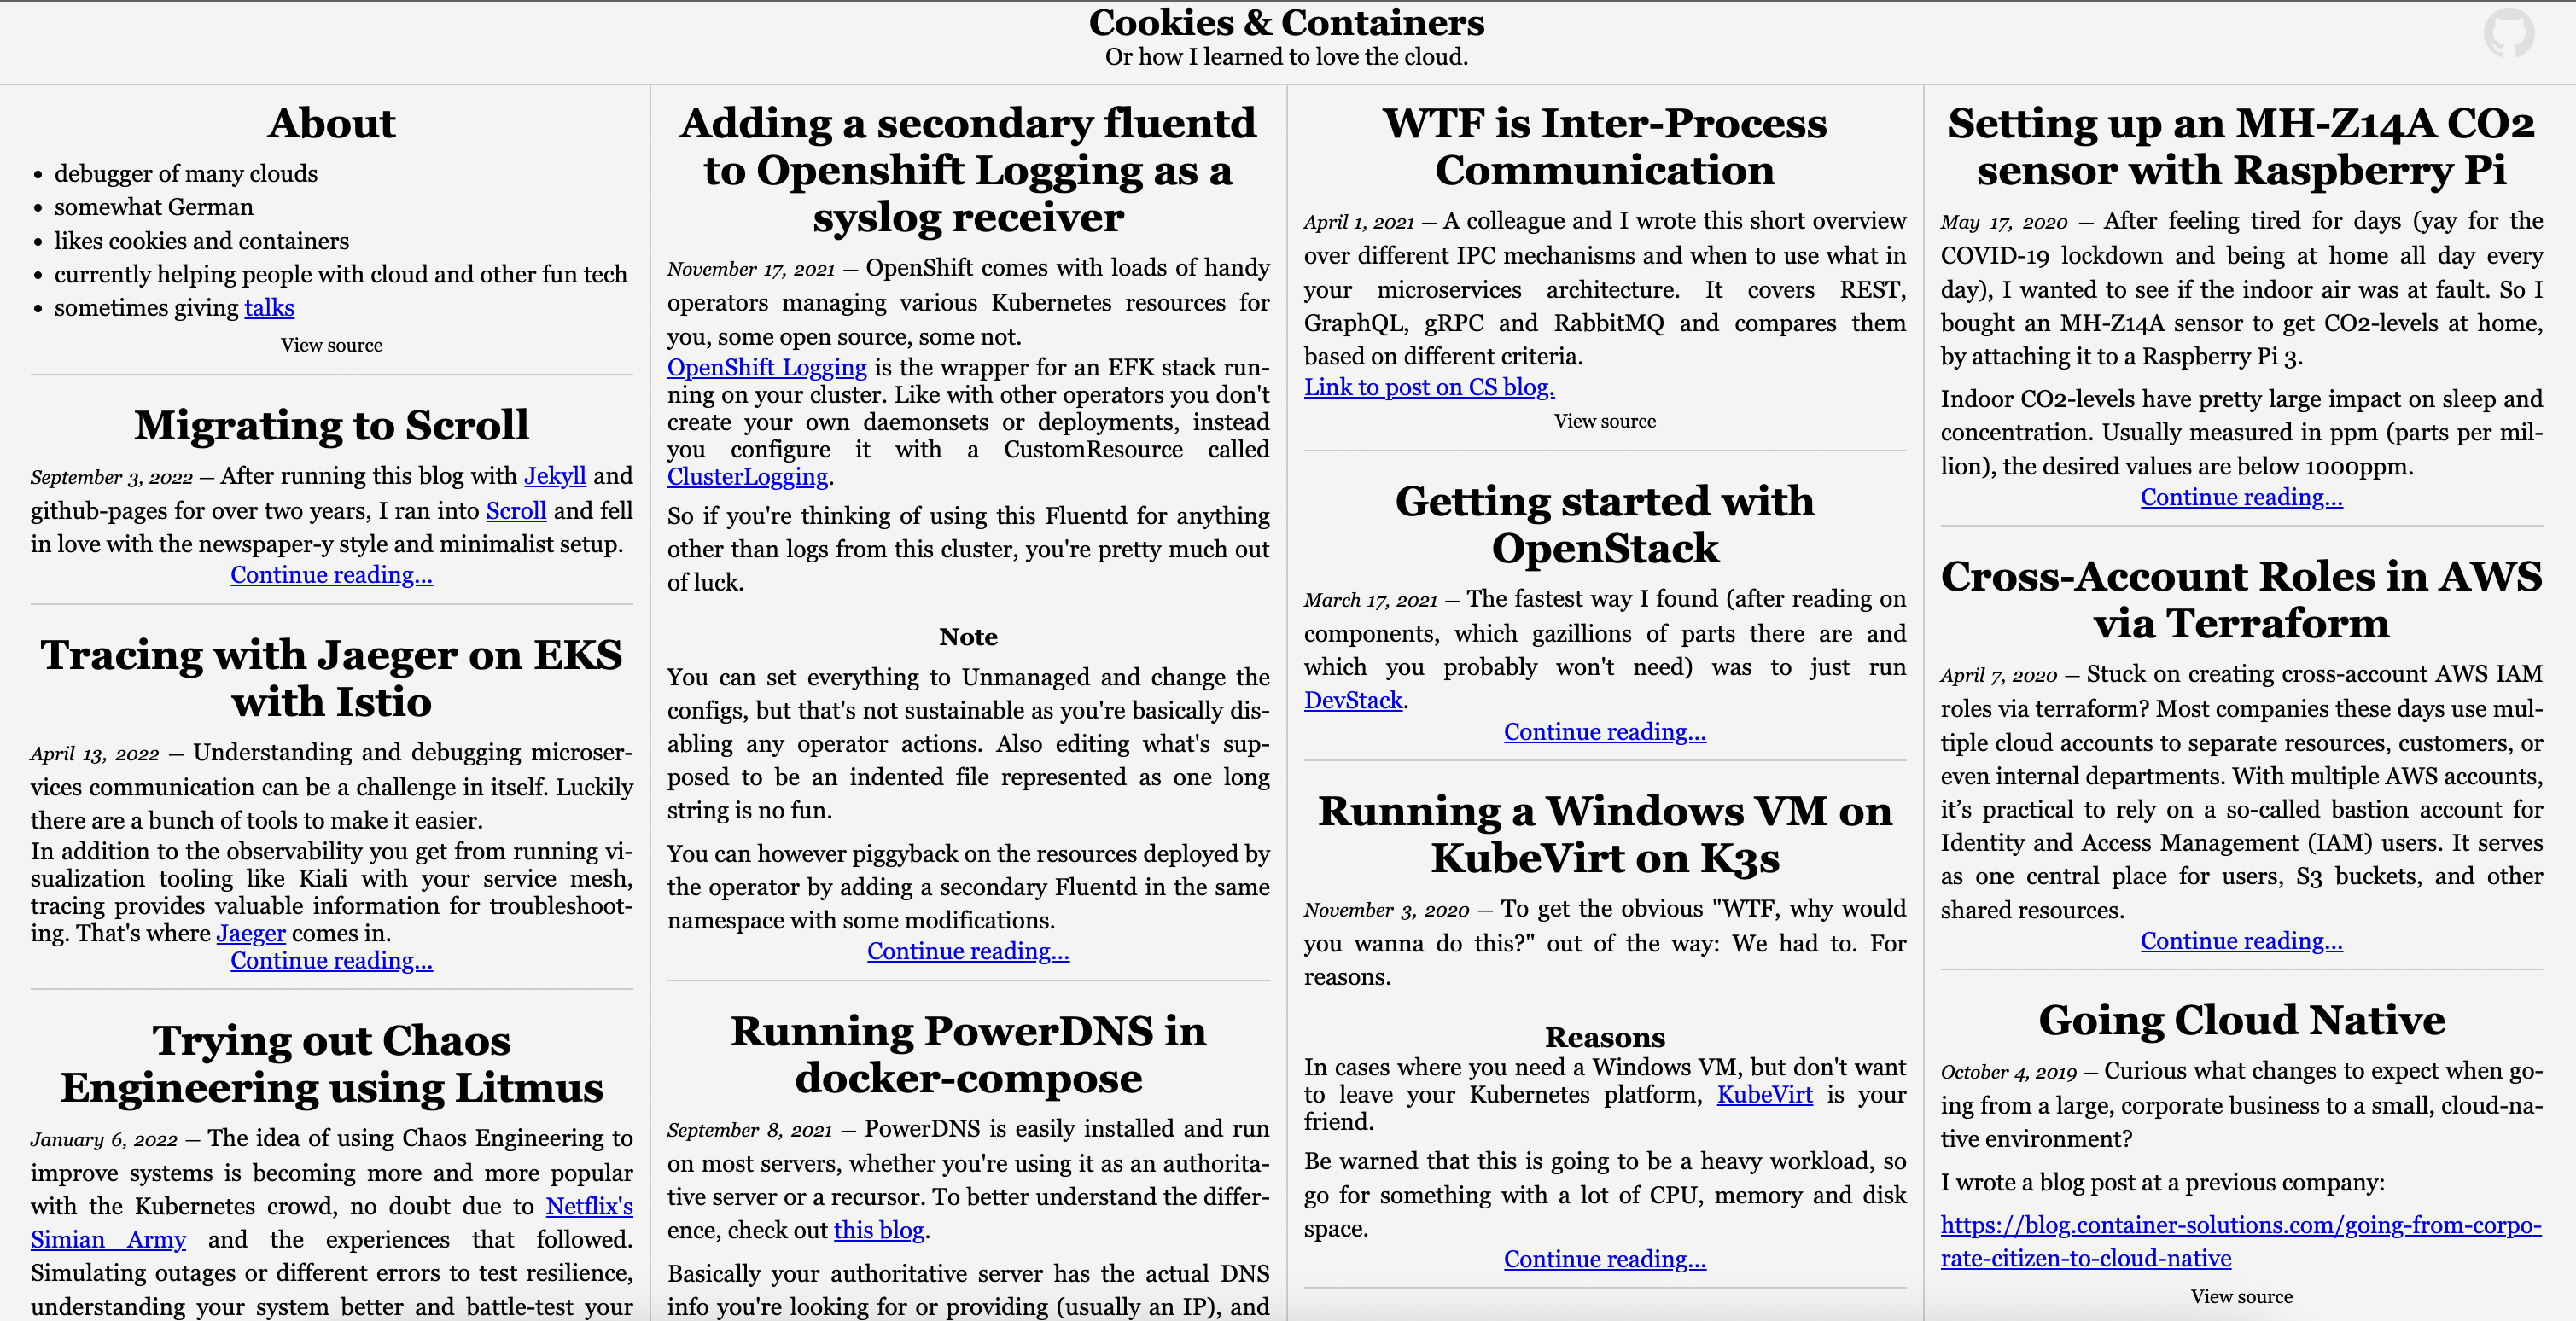 Cookies & Containers
Or how I learned to love the cloud.
About
• debugger of many clouds
• somewhat German
• likes cookies and containers
• currently helping people with cloud and other fun tech
• sometimes giving talks
View source
Migrating to Scroll
September 3, 2022 — After running this blog with Jekyll and
github-pages for over two years, I ran into Scroll and fell
in love with the newspaper-y style and minimalist setup.
Continue reading...
Tracing with Jaeger on EKS
with Istio
April 13, 2022 — Understanding and debugging microser-
vices communication can be a challenge in itself. Luckily
there are a bunch of tools to make it easier.
In addition to the observability you get from running vi-
sualization tooling like Kiali with your service mesh,
tracing provides valuable information for troubleshoot-
ing. That's where Jaeger comes in.
Continue reading...
Trying out Chaos
Engineering using Litmus
January 6, 2022 — The idea of using Chaos Engineering to
improve systems is becoming more and more popular
with the Kubernetes crowd, no doubt due to Netflix's
Simian Army and the experiences that followed.
Simulating outages or different errors to test resilience,
understanding your system better and battle-test your
Adding a secondary fluentd
to Openshift Logging as a
syslog receiver
November 17, 2021 — OpenShift comes with loads of handy
operators managing various Kubernetes resources for
you, some open source, some not.
OpenShift Logging is the wrapper for an EFK stack run-
ning on your cluster. Like with other operators you don't
create your own daemonsets or deployments, instead
you configure it with a CustomResource called
ClusterLogging.
So if you're thinking of using this Fluentd for anything
other than logs from this cluster, you're pretty much out
of luck.
Note
You can set everything to Unmanaged and change the
configs, but that's not sustainable as you're basically dis-
abling any operator actions. Also editing what's sup-
posed to be an indented file represented as one long
string is no fun.
You can however piggyback on the resources deployed by
the operator by adding a secondary Fluentd in the same
namespace with some modifications.
Continue reading...
Running PowerDNS in
docker-compose
September 8, 2021 — PowerDNS is easily installed and run
on most servers, whether you're using it as an authorita-
tive server or a recursor. To better understand the differ-
ence, check out this blog.
Basically your authoritative server has the actual DNS
info you're looking for or providing (usually an IP), and
WTF is Inter-Process
Communication
April 1, 2021 — A colleague and I wrote this short overview
over different IPC mechanisms and when to use what in
your microservices architecture. It covers REST,
GraphQL, gRPC and RabbitMQ and compares them
based on different criteria.
Link to post on CS blog.
View source
Getting started with
OpenStack
March 17, 2021 — The fastest way I found (after reading on
components, which gazillions of parts there are and
which you probably won't need) was to just run
DevStack.
Continue reading...
Running a Windows VM on
KubeVirt on K3s
November 3, 2020 — To get the obvious "WTF, why would
you wanna do this?" out of the way: We had to. For
reasons.
Reasons
In cases where you need a Windows VM, but don't want
to leave your Kubernetes platform, KubeVirt is your
friend.
Be warned that this is going to be a heavy workload, so
go for something with a lot of CPU, memory and disk
space.
Continue reading...
Setting up an MH-Z14A CO2
sensor with Raspberry Pi
May 17, 2020 — After feeling tired for days (yay for the
COVID-19 lockdown and being at home all day every
day), I wanted to see if the indoor air was at fault. So I
bought an MH-Z14A sensor to get CO2-levels at home,
by attaching it to a Raspberry Pi 3.
Indoor CO2-levels have pretty large impact on sleep and
concentration. Usually measured in ppm (parts per mil-
lion), the desired values are below 1000ppm.
Continue reading...
Cross-Account Roles in AWS
via Terraform
April 7, 2020 — Stuck on creating cross-account AWS IAM
roles via terraform? Most companies these days use mul-
tiple cloud accounts to separate resources, customers, or
even internal departments. With multiple AWS accounts,
it’s practical to rely on a so-called bastion account for
Identity and Access Management (IAM) users. It serves
as one central place for users, S3 buckets, and other
shared resources.
Continue reading...
Going Cloud Native
October 4, 2019 — Curious what changes to expect when go-
ing from a large, corporate business to a small, cloud-na-
tive environment?
I wrote a blog post at a previous company:
https://blog.container-solutions.com/going-from-corpo-
rate-citizen-to-cloud-native
View source